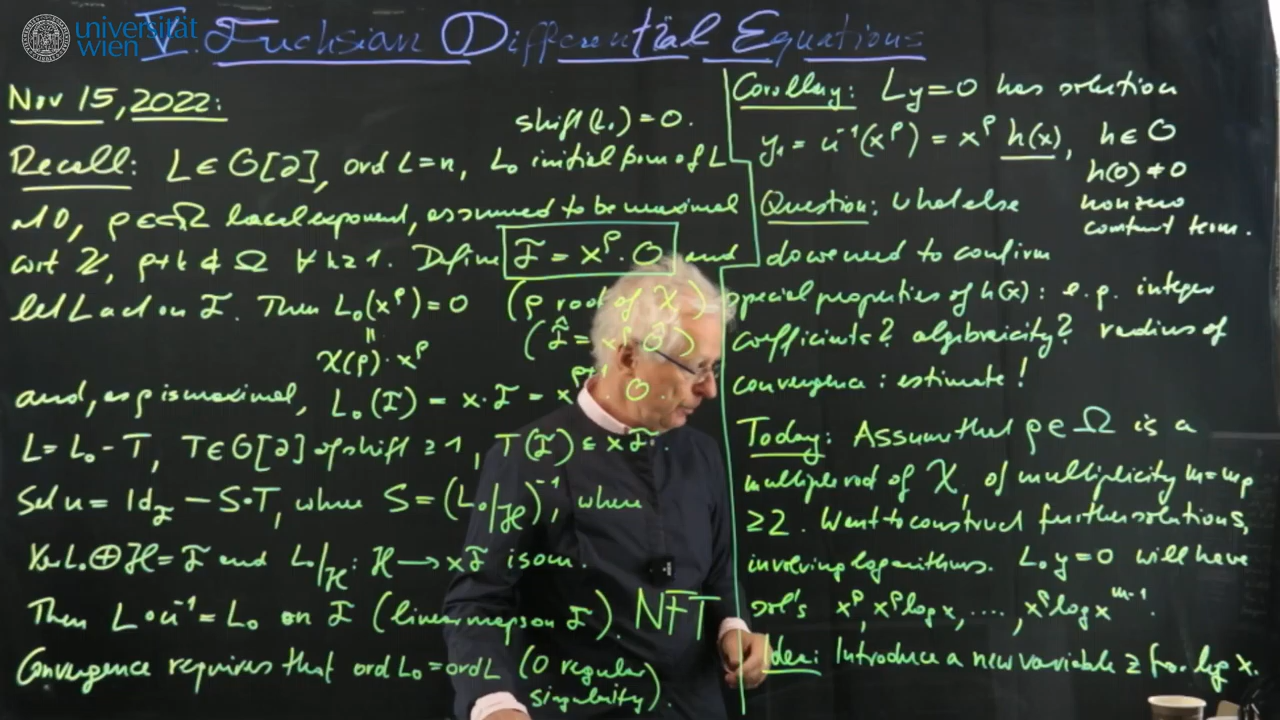 universität
wien
V. Fuchsian Differential Equations
Nov 15, 2022:
shift(L₀) = 0.
Recall: L ∈ O[∂], ord L = n, L₀ initial form of L
at 0, ρ ∈ Ω local exponent, assumed to be maximal
wrt ℤ, ρ+k ∉ Ω ∀ k ≥ 1. Define F = x^ρ · O and
let L act on F. Then L₀(x^ρ) = 0 (ρ root of χ)
‖
χ(ρ) · x^ρ
(F̂ = x^ρ Ô)
and, as ρ is maximal, L₀(F) = x·F = x^{ρ+1} · O.
L = L₀ - T, T ∈ O[∂] of shift ≥ 1, T(F) ⊆ xF.
Set u = Id_F - S∘T, where S = (L₀|_H)^{-1}, where
Ker L₀ ⊕ H = F and L₀|_H : H → xF isom.
Then L∘u^{-1} = L₀ on F (linear maps on F). NFT
Convergence requires that ord L₀ = ord L (0 regular
singularity).
Corollary: Ly = 0 has solution
y₁ = u^{-1}(x^ρ) = x^ρ h(x), h ∈ O
h(0) ≠ 0
nonzero
constant term.
Question: What else
do we need to confirm
special properties of h(x): e.g. integer
coefficients? algebraicity? radius of
convergence: estimate!
Today: Assume that ρ ∈ Ω is a
multiple root of χ, of multiplicity m = m_ρ
≥ 2. Want to construct further solutions,
involving logarithms. L₀y = 0 will have
sol's x^ρ, x^ρ log x, ...., x^ρ log x^{m-1}.
Idea: Introduce a new variable z for log x.